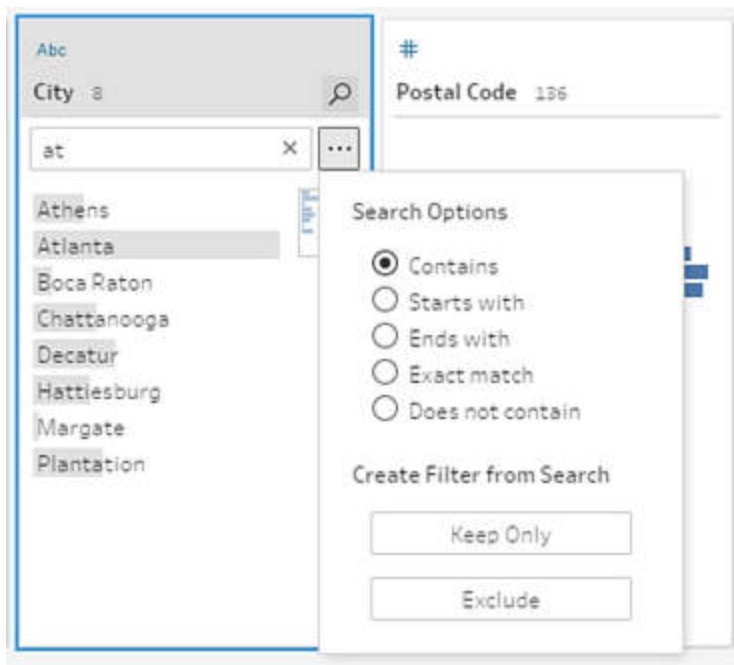 Abc
City 8
at
Athens
Atlanta
Boca Raton
Chattanooga
Decatur
Hattiesburg
Margate
Plantation
#
Postal Code 136
Search Options
Contains
Starts with
Ends with
Exact match
Does not contain
Create Filter from Search
Keep Only
Exclude